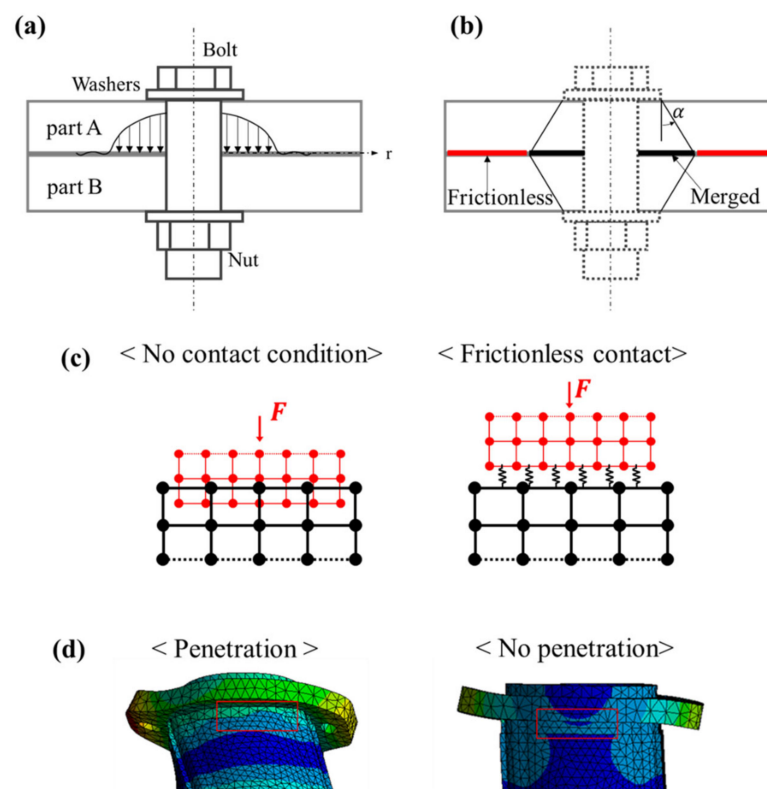 (a)
Bolt
Washers
part A
r
part B
Nut
(b)
α
Frictionless
Merged
(c)
< No contact condition>
< Frictionless contact>
F
F
(d)
< Penetration >
< No penetration>